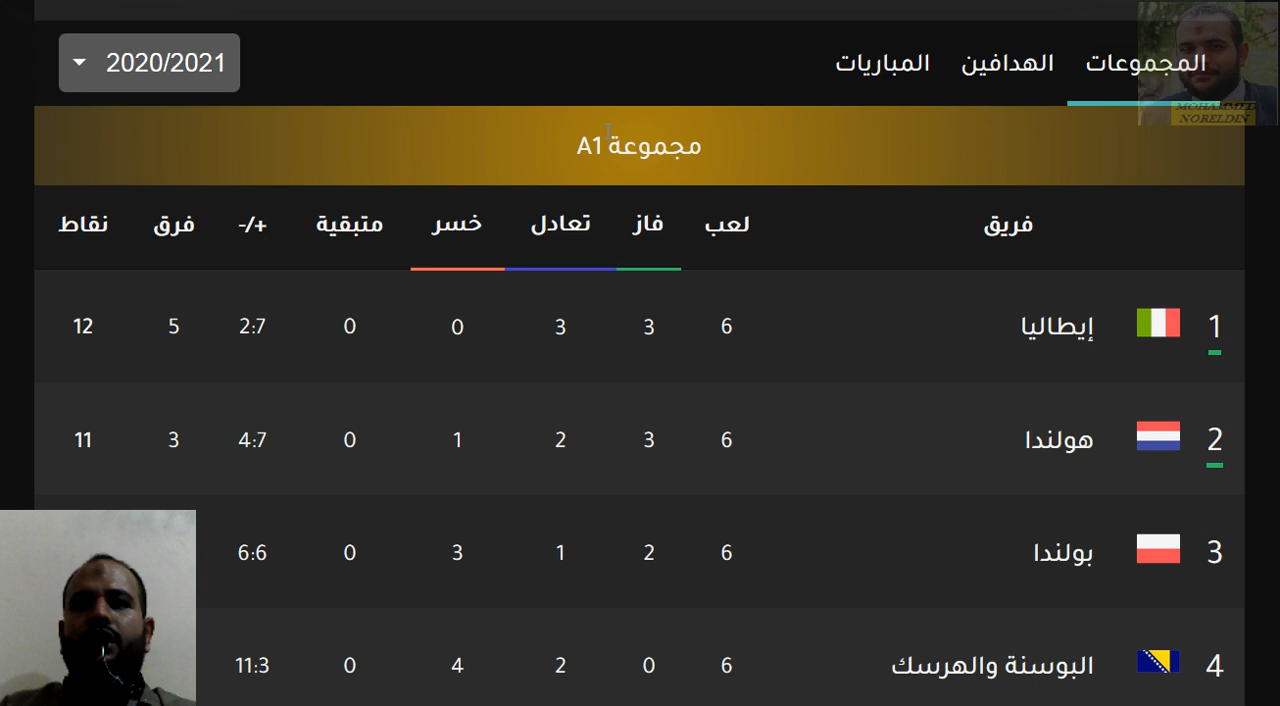 المجموعات الهدافين المباريات 2020/2021
MOHAMMED
NORELDIN
مجموعة A1
فريق لعب فاز تعادل خسر متبقية +/- فرق نقاط
1 إيطاليا 6 3 3 0 0 2:7 5 12
2 هولندا 6 3 2 1 0 4:7 3 11
3 بولندا 6 2 1 3 0 6:6
4 البوسنة والهرسك 6 0 2 4 0 11:3